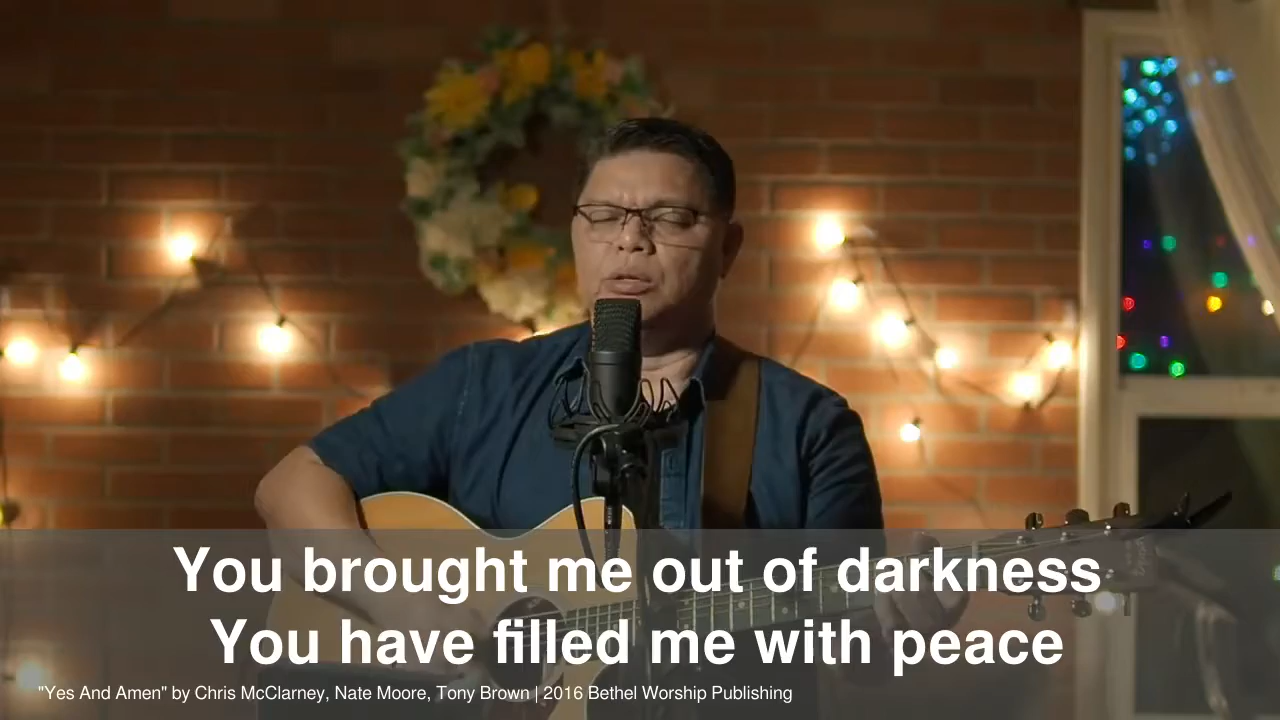 You brought me out of darkness
You have filled me with peace
"Yes And Amen" by Chris McClarney, Nate Moore, Tony Brown | 2016 Bethel Worship Publishing